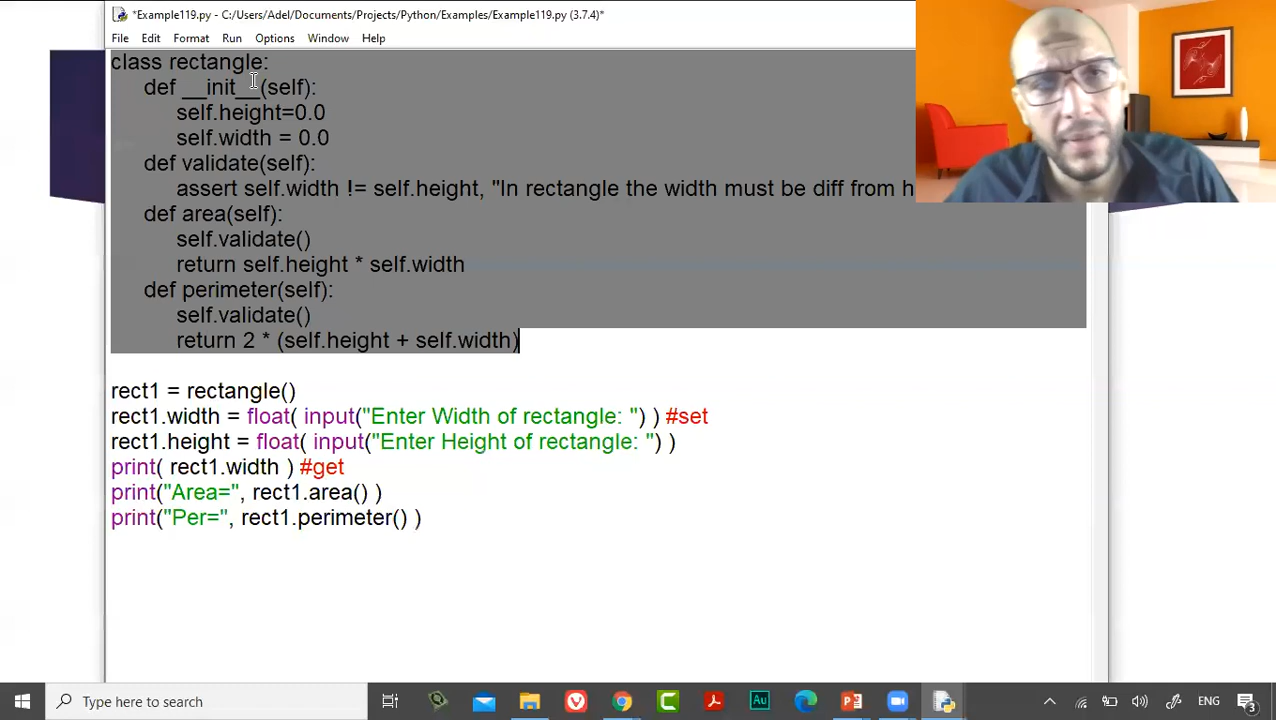 *Example119.py - C:/Users/Adel/Documents/Projects/Python/Examples/Example119.py (3.7.4)*
File Edit Format Run Options Window Help
class rectangle:
def __init__(self):
self.height=0.0
self.width = 0.0
def validate(self):
assert self.width != self.height, "In rectangle the width must be diff from h
def area(self):
self.validate()
return self.height * self.width
def perimeter(self):
self.validate()
return 2 * (self.height + self.width)
rect1 = rectangle()
rect1.width = float( input("Enter Width of rectangle: ") ) #set
rect1.height = float( input("Enter Height of rectangle: ") )
print( rect1.width ) #get
print("Area=", rect1.area() )
print("Per=", rect1.perimeter() )
Type here to search
Au
ENG
3